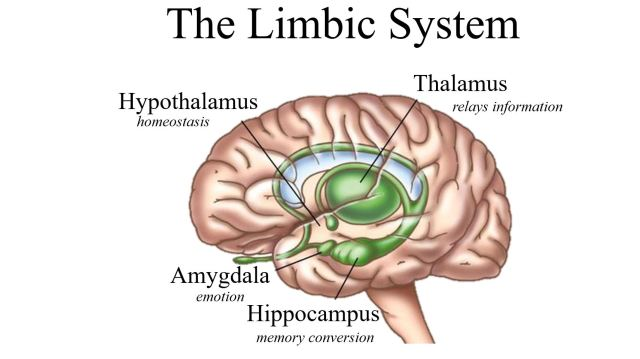 The Limbic System
Thalamus
relays information
Hypothalamus
homeostasis
Amygdala
emotion
Hippocampus
memory conversion